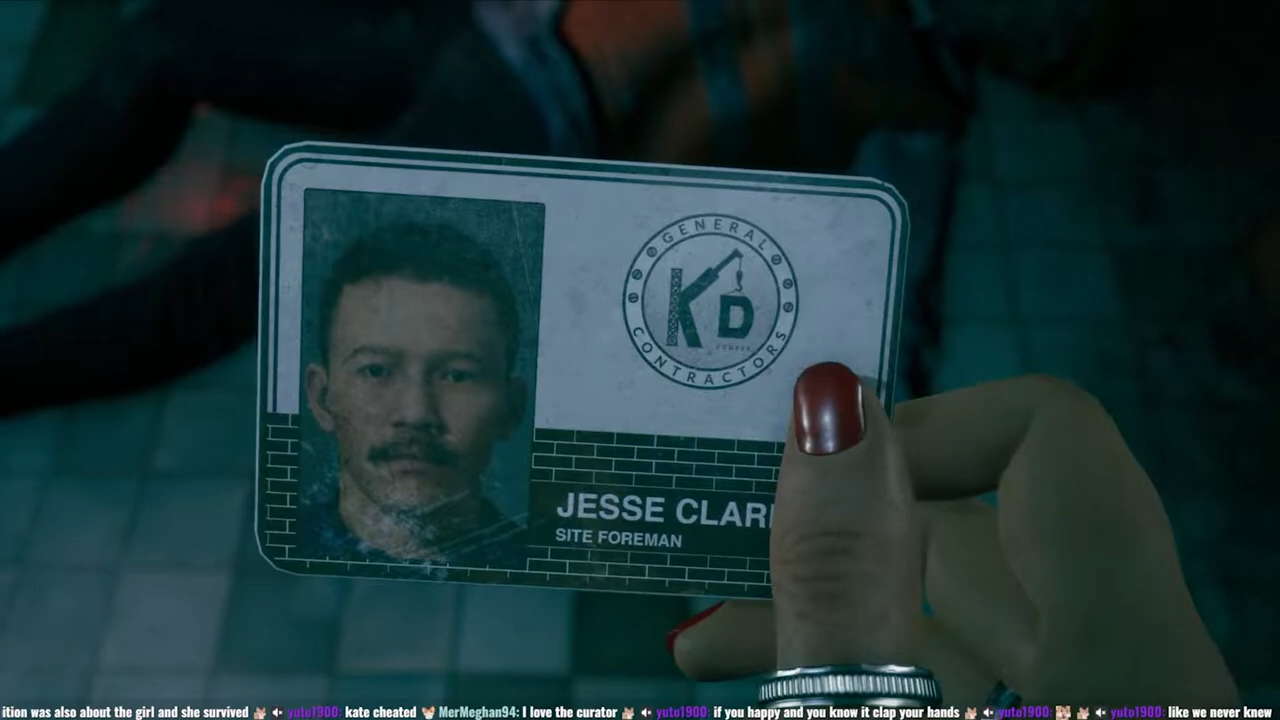 GENERAL
KD
COOPER
CONTRACTORS
JESSE CLAR
SITE FOREMAN
ition was also about the girl and she survived yuto1900: kate cheated MerMeghan94: I love the curator yuto1900: if you happy and you know it clap your hands yuto1900: yuto1900: like we never knew